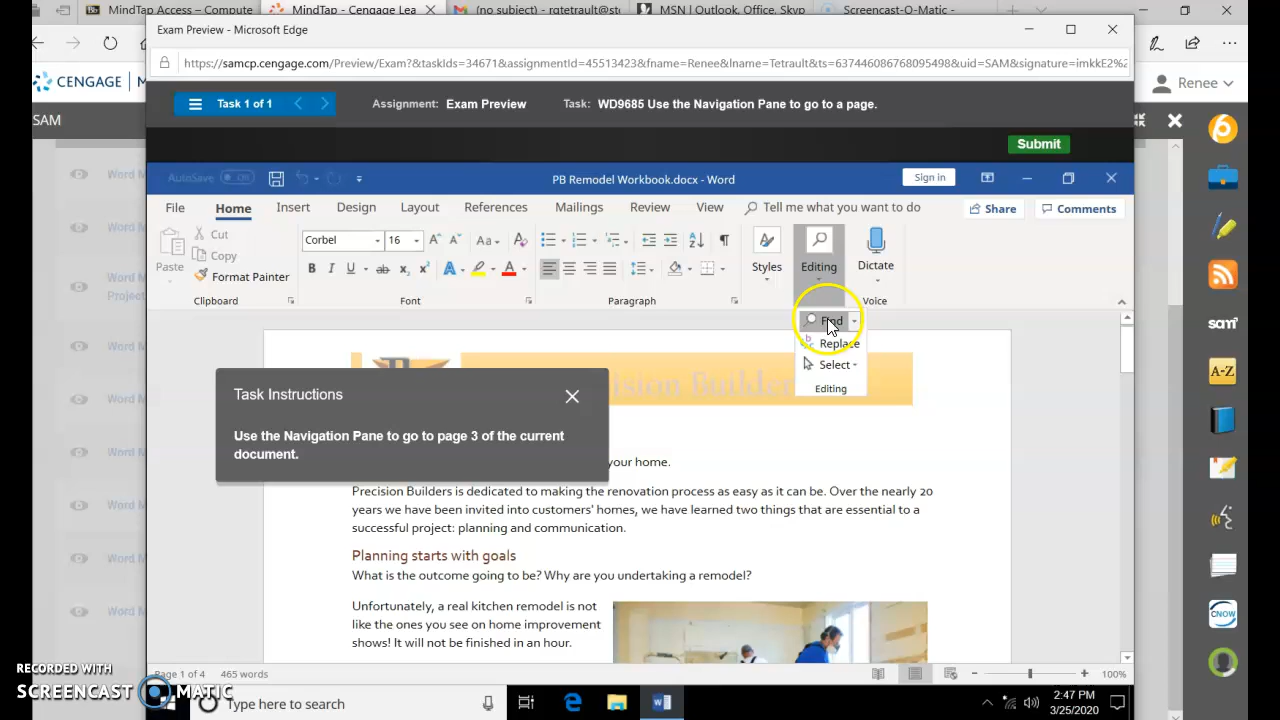 MindTap Access – Compute
MindTap - Cengage Lea
(no subject) - rgtetrault@st
MSN | Outlook, Office, Skyp
Screencast-O-Matic -
Exam Preview - Microsoft Edge
https://samcp.cengage.com/Preview/Exam?&taskIds=34671&assignmentId=45513423&fname=Renee&lname=Tetrault&ts=637446086768095498&uid=SAM&signature=imkkE2%2
CENGAGE
Renee
Task 1 of 1
Assignment: Exam Preview
Task: WD9685 Use the Navigation Pane to go to a page.
SAM
Submit
AutoSave Off
PB Remodel Workbook.docx - Word
Sign in
File Home Insert Design Layout References Mailings Review View Tell me what you want to do
Share Comments
Paste Cut Copy Format Painter
Corbel 16
Styles Editing Dictate
Clipboard Font Paragraph Voice
Find
Replace
Select
Editing
Precision Builders
Task Instructions
Use the Navigation Pane to go to page 3 of the current
document.
your home.
Precision Builders is dedicated to making the renovation process as easy as it can be. Over the nearly 20
years we have been invited into customers' homes, we have learned two things that are essential to a
successful project: planning and communication.
Planning starts with goals
What is the outcome going to be? Why are you undertaking a remodel?
Unfortunately, a real kitchen remodel is not
like the ones you see on home improvement
shows! It will not be finished in an hour.
Word M
Word M
Word M
Project
Word M
Word M
Word M
Word M
Word M
Word M
sam
A-Z
CNOW
Page 1 of 4 465 words
100%
RECORDED WITH
SCREENCAST MATIC
Type here to search
2:47 PM
3/25/2020